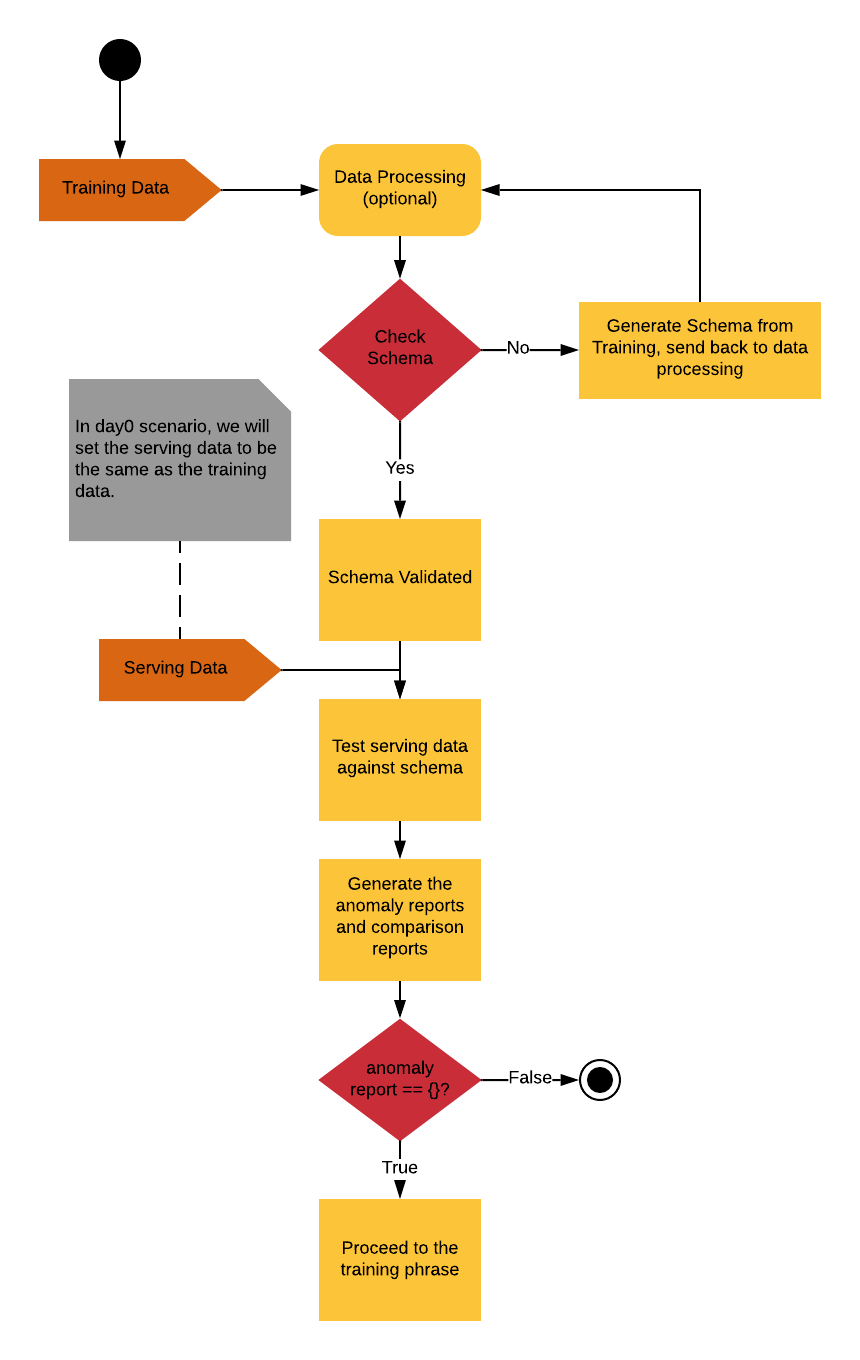 Training Data
Data Processing
(optional)
Check
Schema
No
Generate Schema from
Training, send back to data
processing
In day0 scenario, we will
set the serving data to be
the same as the training
data.
Yes
Schema Validated
Serving Data
Test serving data
against schema
Generate the
anomaly reports
and comparison
reports
anomaly
report == {}?
False
True
Proceed to the
training phrase